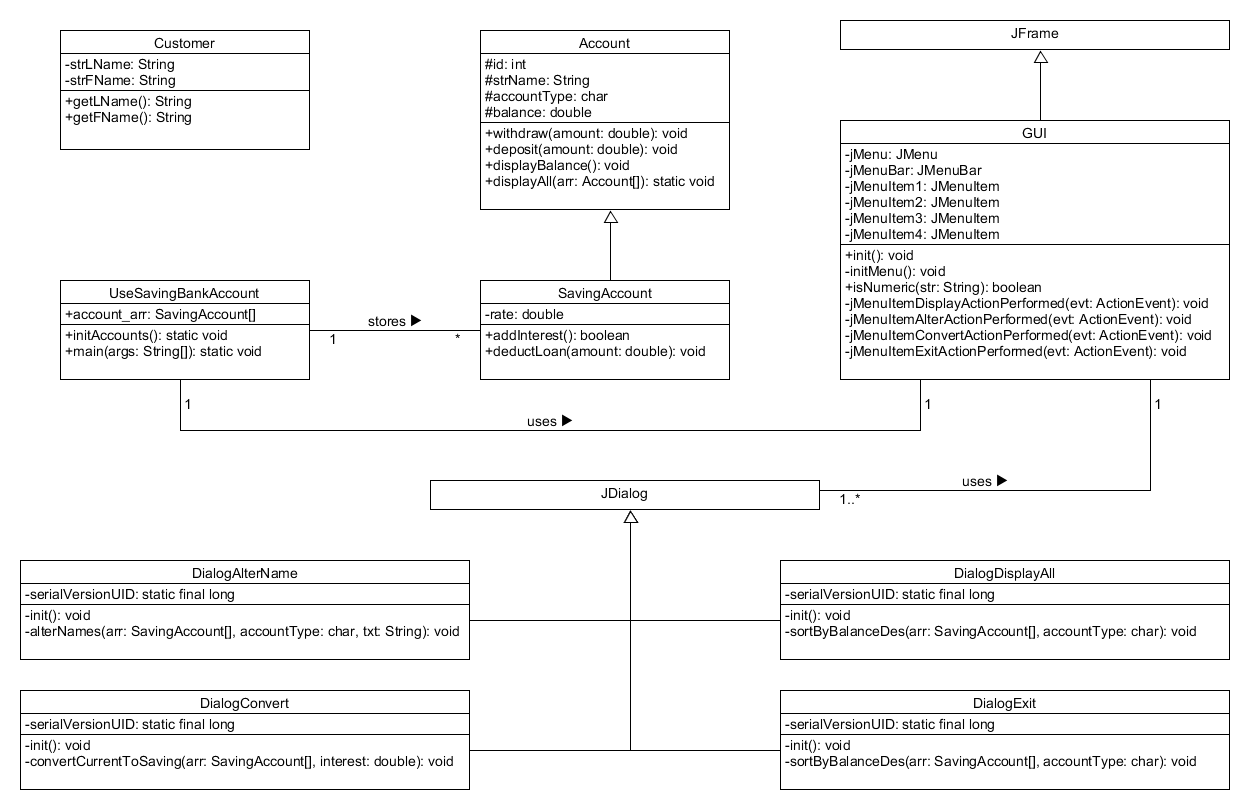 Customer
-strLName: String
-strFName: String
+getLName(): String
+getFName(): String
Account
#id: int
#strName: String
#accountType: char
#balance: double
+withdraw(amount: double): void
+deposit(amount: double): void
+displayBalance(): void
+displayAll(arr: Account[]): static void
JFrame
GUI
-jMenu: JMenu
-jMenuBar: JMenuBar
-jMenuItem1: JMenuItem
-jMenuItem2: JMenuItem
-jMenuItem3: JMenuItem
-jMenuItem4: JMenuItem
+init(): void
-initMenu(): void
+isNumeric(str: String): boolean
-jMenuItemDisplayActionPerformed(evt: ActionEvent): void
-jMenuItemAlterActionPerformed(evt: ActionEvent): void
-jMenuItemConvertActionPerformed(evt: ActionEvent): void
-jMenuItemExitActionPerformed(evt: ActionEvent): void
UseSavingBankAccount
+account_arr: SavingAccount[]
+initAccounts(): static void
+main(args: String[]): static void
stores ▶
1
*
SavingAccount
-rate: double
+addInterest(): boolean
+deductLoan(amount: double): void
1
uses ▶
1
1
uses ▶
1..*
JDialog
DialogAlterName
-serialVersionUID: static final long
-init(): void
-alterNames(arr: SavingAccount[], accountType: char, txt: String): void
DialogDisplayAll
-serialVersionUID: static final long
-init(): void
-sortByBalanceDes(arr: SavingAccount[], accountType: char): void
DialogConvert
-serialVersionUID: static final long
-init(): void
-convertCurrentToSaving(arr: SavingAccount[], interest: double): void
DialogExit
-serialVersionUID: static final long
-init(): void
-sortByBalanceDes(arr: SavingAccount[], accountType: char): void